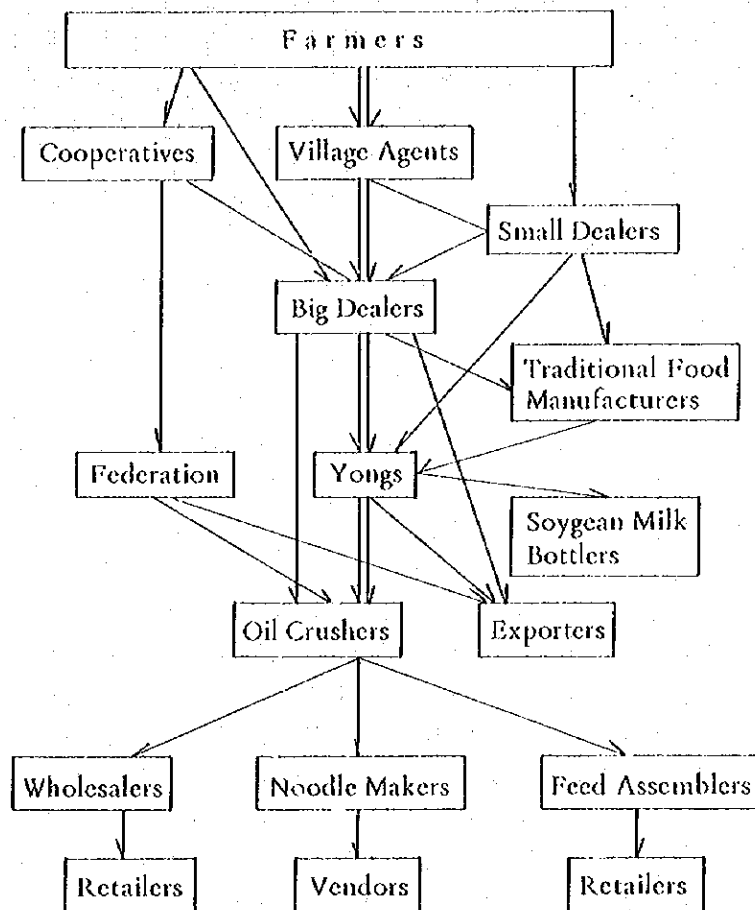 Farmers
Cooperatives
Village Agents
Small Dealers
Big Dealers
Traditional Food
Manufacturers
Federation
Yongs
Soygean Milk
Bottlers
Oil Crushers
Exporters
Wholesalers
Noodle Makers
Feed Assemblers
Retailers
Vendors
Retailers